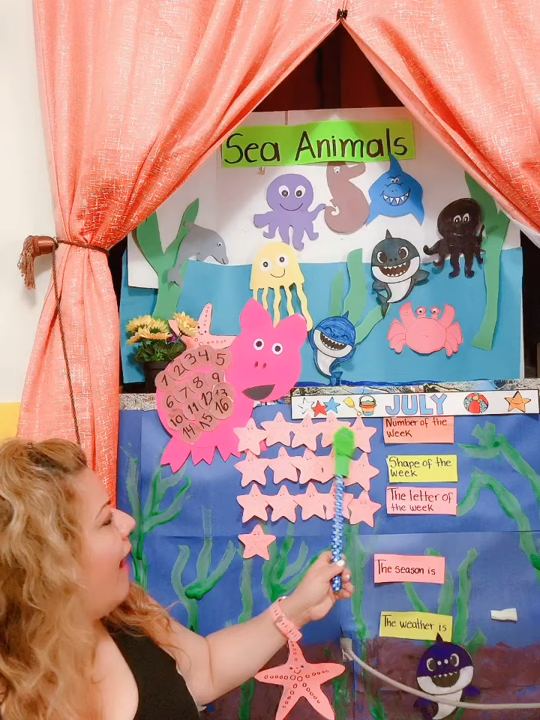 Sea Animals
1 2 3 4 5
6 7 8 9
10 11 12 13
14 15 16
JULY
Number of the
week
Shape of the
week
The letter of
the week
The season is
The weather is